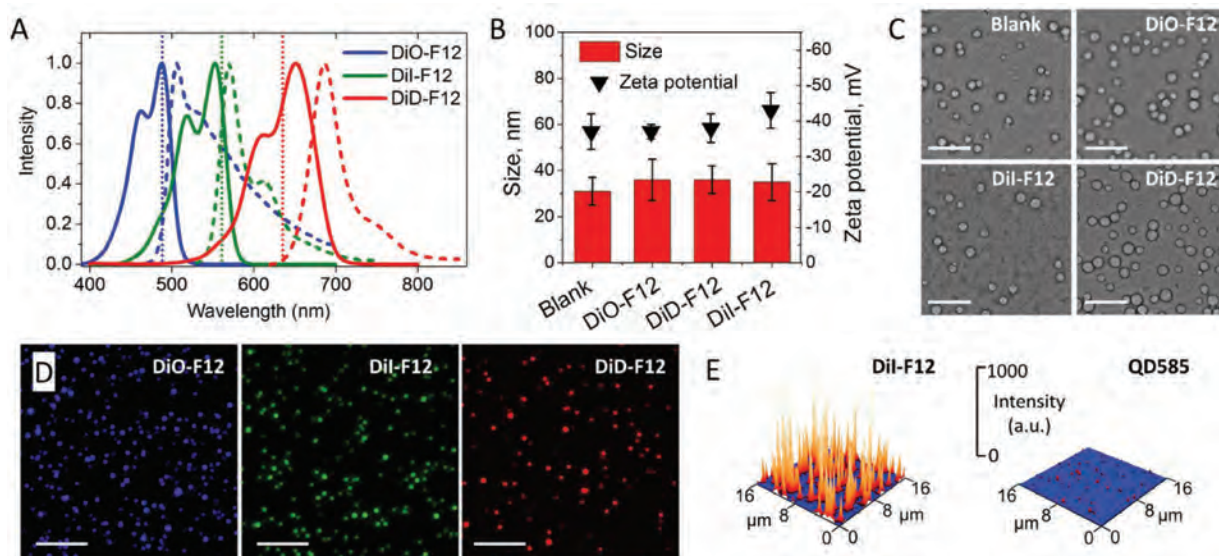 A
Intensity
1.0
0.8
0.6
0.4
0.2
0.0
400
500
600
700
800
Wavelength (nm)
DiO-F12
DiI-F12
DiD-F12
B
Size, nm
100
80
60
40
20
0
Size
Zeta potential
-60
-50
-40
-30
-20
-10
0
Zeta potential, mV
Blank
DiO-F12
DiD-F12
DiI-F12
C
Blank
DiO-F12
DiI-F12
DiD-F12
D
DiO-F12
DiI-F12
DiD-F12
E
DiI-F12
16
μm
8
0
0
8
μm
16
1000
Intensity
(a.u.)
0
QD585
16
μm
8
0
0
8
μm
16